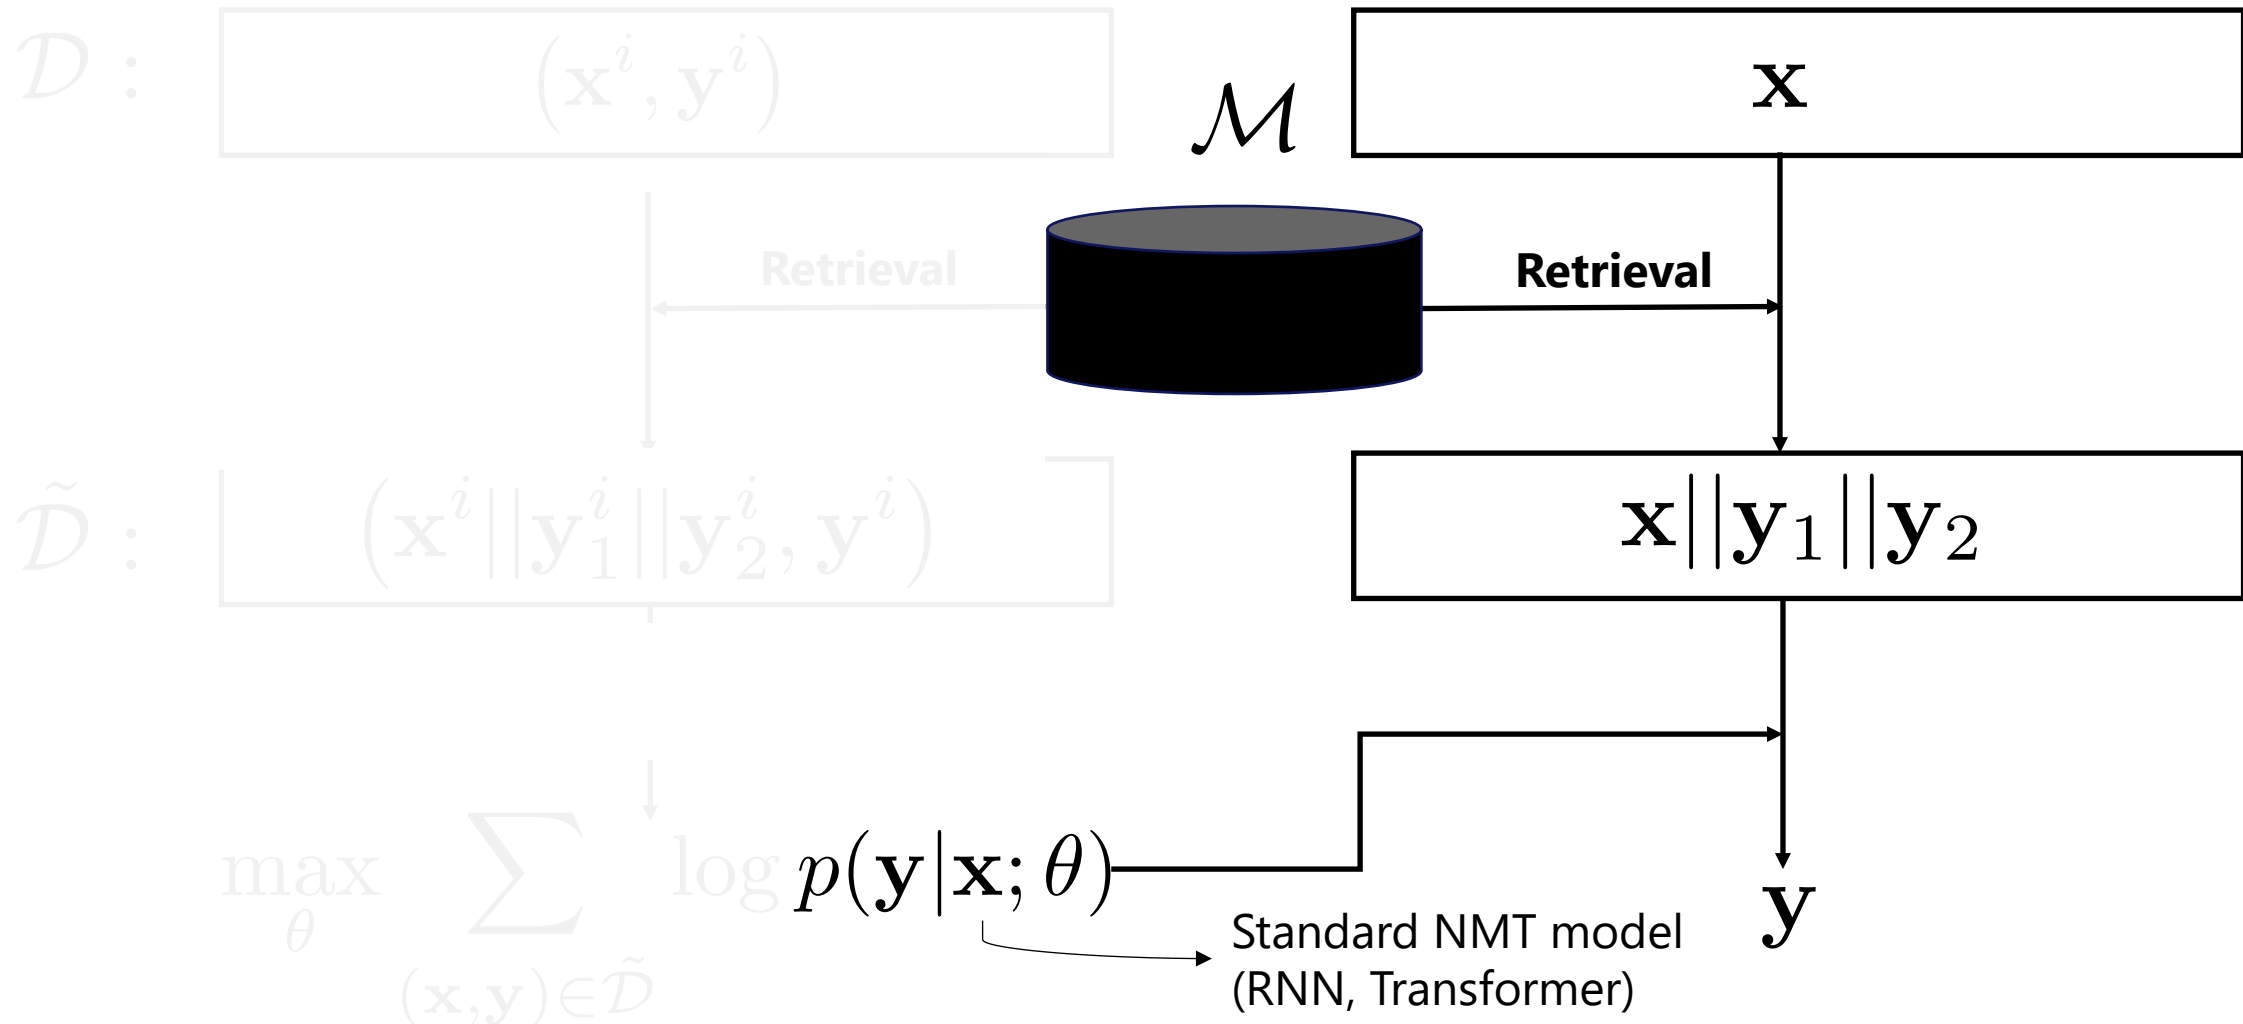 𝒟 : (𝐱ⁱ, 𝐲ⁱ)
ℳ
𝐱
Retrieval
Retrieval
𝒟̃ : (𝐱ⁱ||𝐲₁ⁱ||𝐲₂ⁱ, 𝐲ⁱ)
𝐱||𝐲₁||𝐲₂
max_θ ∑_{(𝐱,𝐲)∈𝒟̃} log p(𝐲|𝐱; θ)
𝐲
Standard NMT model
(RNN, Transformer)